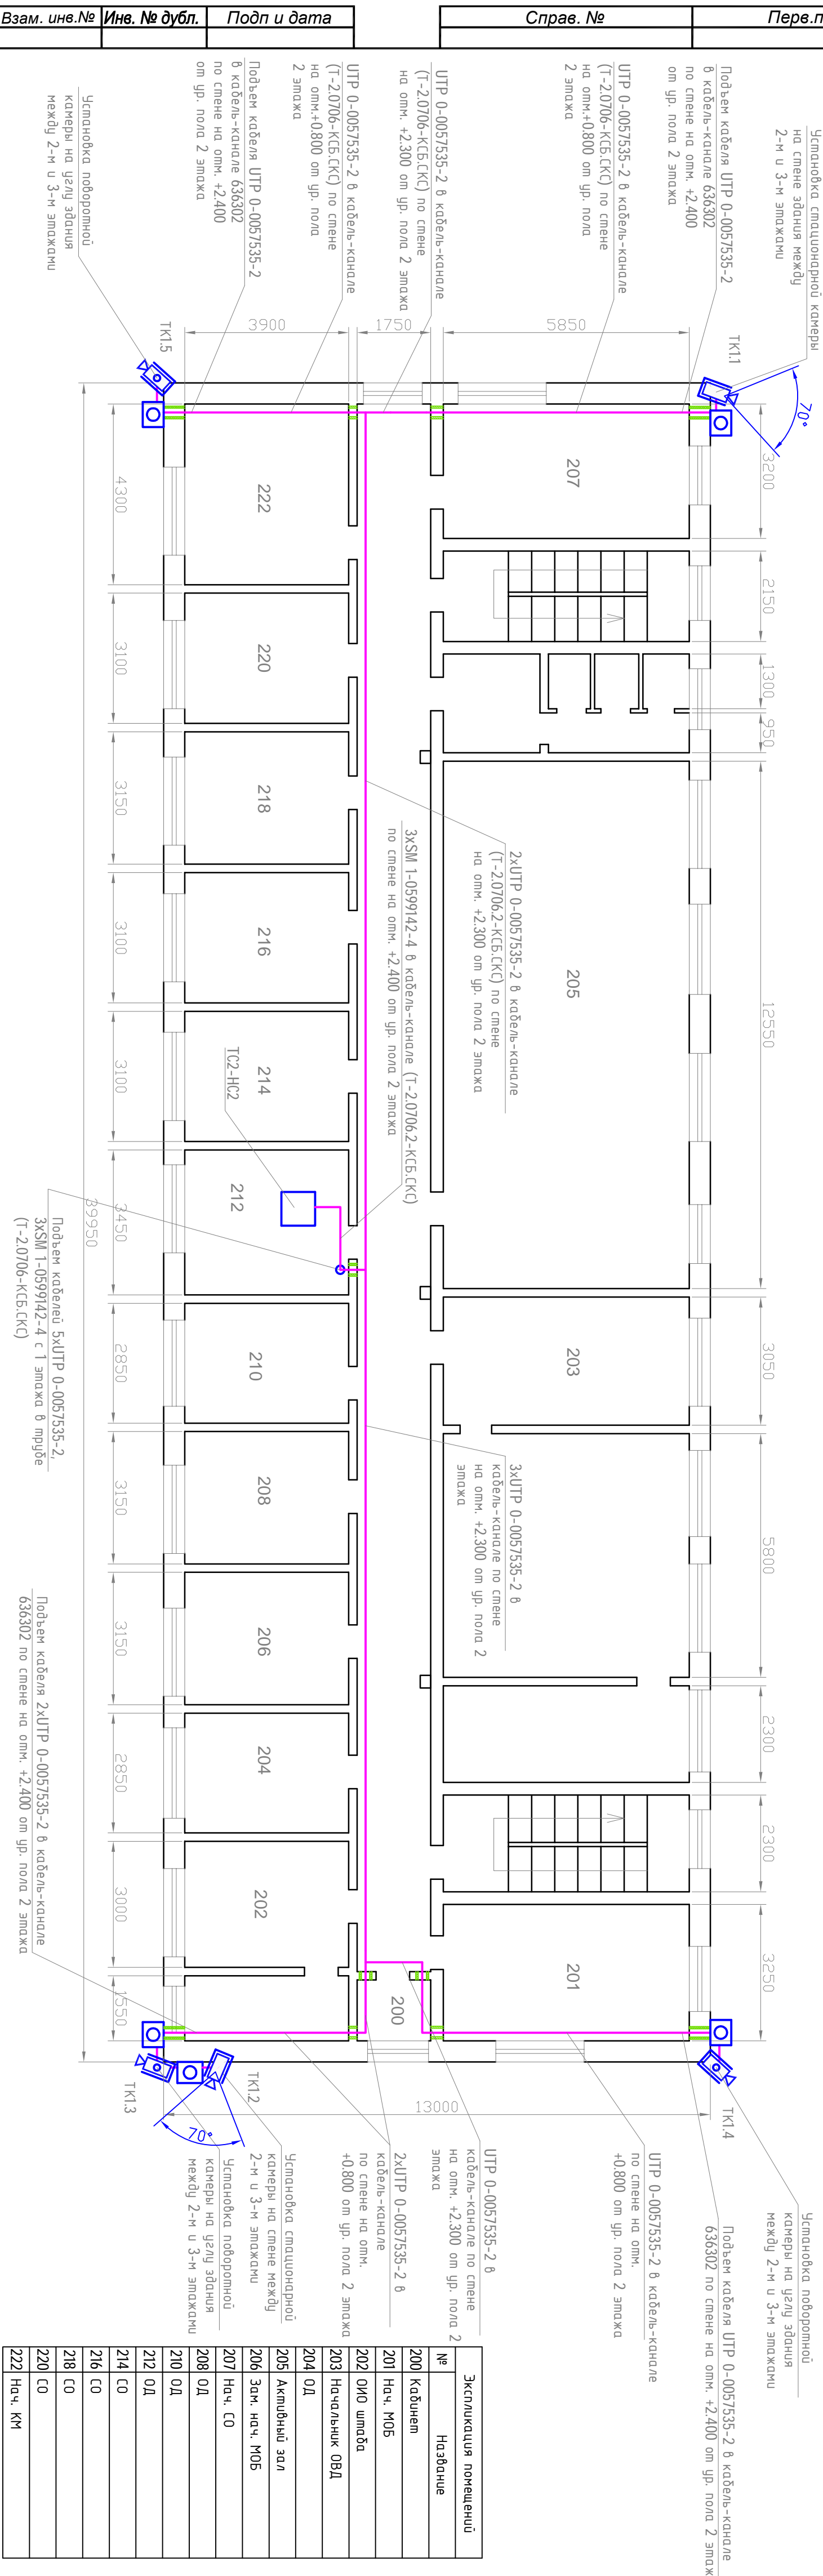 Взам. инв.№
Инв. № дубл.
Подп и дата
Справ. №
Перв.п
Установка стационарной камеры
на стене здания между
2-м и 3-м этажами
Подъем кабеля UTP 0-0057535-2
в кабель-канале 636302
по стене на отм. +2.400
от ур. пола 2 этажа
UTP 0-0057535-2 в кабель-канале
(Т-2.0706-КСБ.СКС) по стене
на отм.+0.800 от ур. пола
2 этажа
UTP 0-0057535-2 в кабель-канале
(Т-2.0706-КСБ.СКС) по стене
на отм. +2.300 от ур. пола 2 этажа
UTP 0-0057535-2 в кабель-канале
(Т-2.0706-КСБ.СКС) по стене
на отм.+0.800 от ур. пола
2 этажа
Подъем кабеля UTP 0-0057535-2
в кабель-канале 636302
по стене на отм. +2.400
от ур. пола 2 этажа
Установка поворотной
камеры на углу здания
между 2-м и 3-м этажами
ТК1.1
70°
ТК1.5
3900
1750
5850
3200
2150
1300
950
12550
3050
5800
2300
2300
3250
207
205
203
201
200
222
220
218
216
214
212
210
208
206
204
202
2xUTP 0-0057535-2 в кабель-канале
(Т-2.0706.2-КСБ.СКС) по стене
на отм. +2.300 от ур. пола 2 этажа
3xSM 1-0599142-4 в кабель-канале (Т-2.0706.2-КСБ.СКС)
по стене на отм. +2.400 от ур. пола 2 этажа
ТС2-НС2
3xUTP 0-0057535-2 в
кабель-канале по стене
на отм. +2.300 от ур. пола 2
этажа
4300
3100
3150
3100
3100
3450
2850
3150
3150
2850
3000
1550
39950
13000
Подъем кабелей 5xUTP 0-0057535-2,
3xSM 1-0599142-4 с 1 этажа в трубе
(Т-2.0706-КСБ.СКС)
Подъем кабеля 2xUTP 0-0057535-2 в кабель-канале
636302 по стене на отм. +2.400 от ур. пола 2 этажа
ТК1.4
ТК1.2
ТК1.3
70°
Установка поворотной
камеры на углу здания
между 2-м и 3-м этажами
Подъем кабеля UTP 0-0057535-2 в кабель-канале
636302 по стене на отм. +2.400 от ур. пола 2 этаж
UTP 0-0057535-2 в кабель-канале
по стене на отм.
+0.800 от ур. пола 2 этажа
UTP 0-0057535-2 в
кабель-канале по стене
на отм. +2.300 от ур. пола 2
этажа
2xUTP 0-0057535-2 в
кабель-канале
по стене на отм.
+0.800 от ур. пола 2 этажа
Установка стационарной
камеры на стене между
2-м и 3-м этажами
Установка поворотной
камеры на углу здания
между 2-м и 3-м этажами
Экспликация помещений
№ Название
200 Кабинет
201 Нач. МОБ
202 ОИО штаба
203 Начальник ОВД
204 ОД
205 Активный зал
206 Зам. нач. МОБ
207 Нач. СО
208 ОД
210 ОД
212 ОД
214 СО
216 СО
218 СО
220 СО
222 Нач. КМ